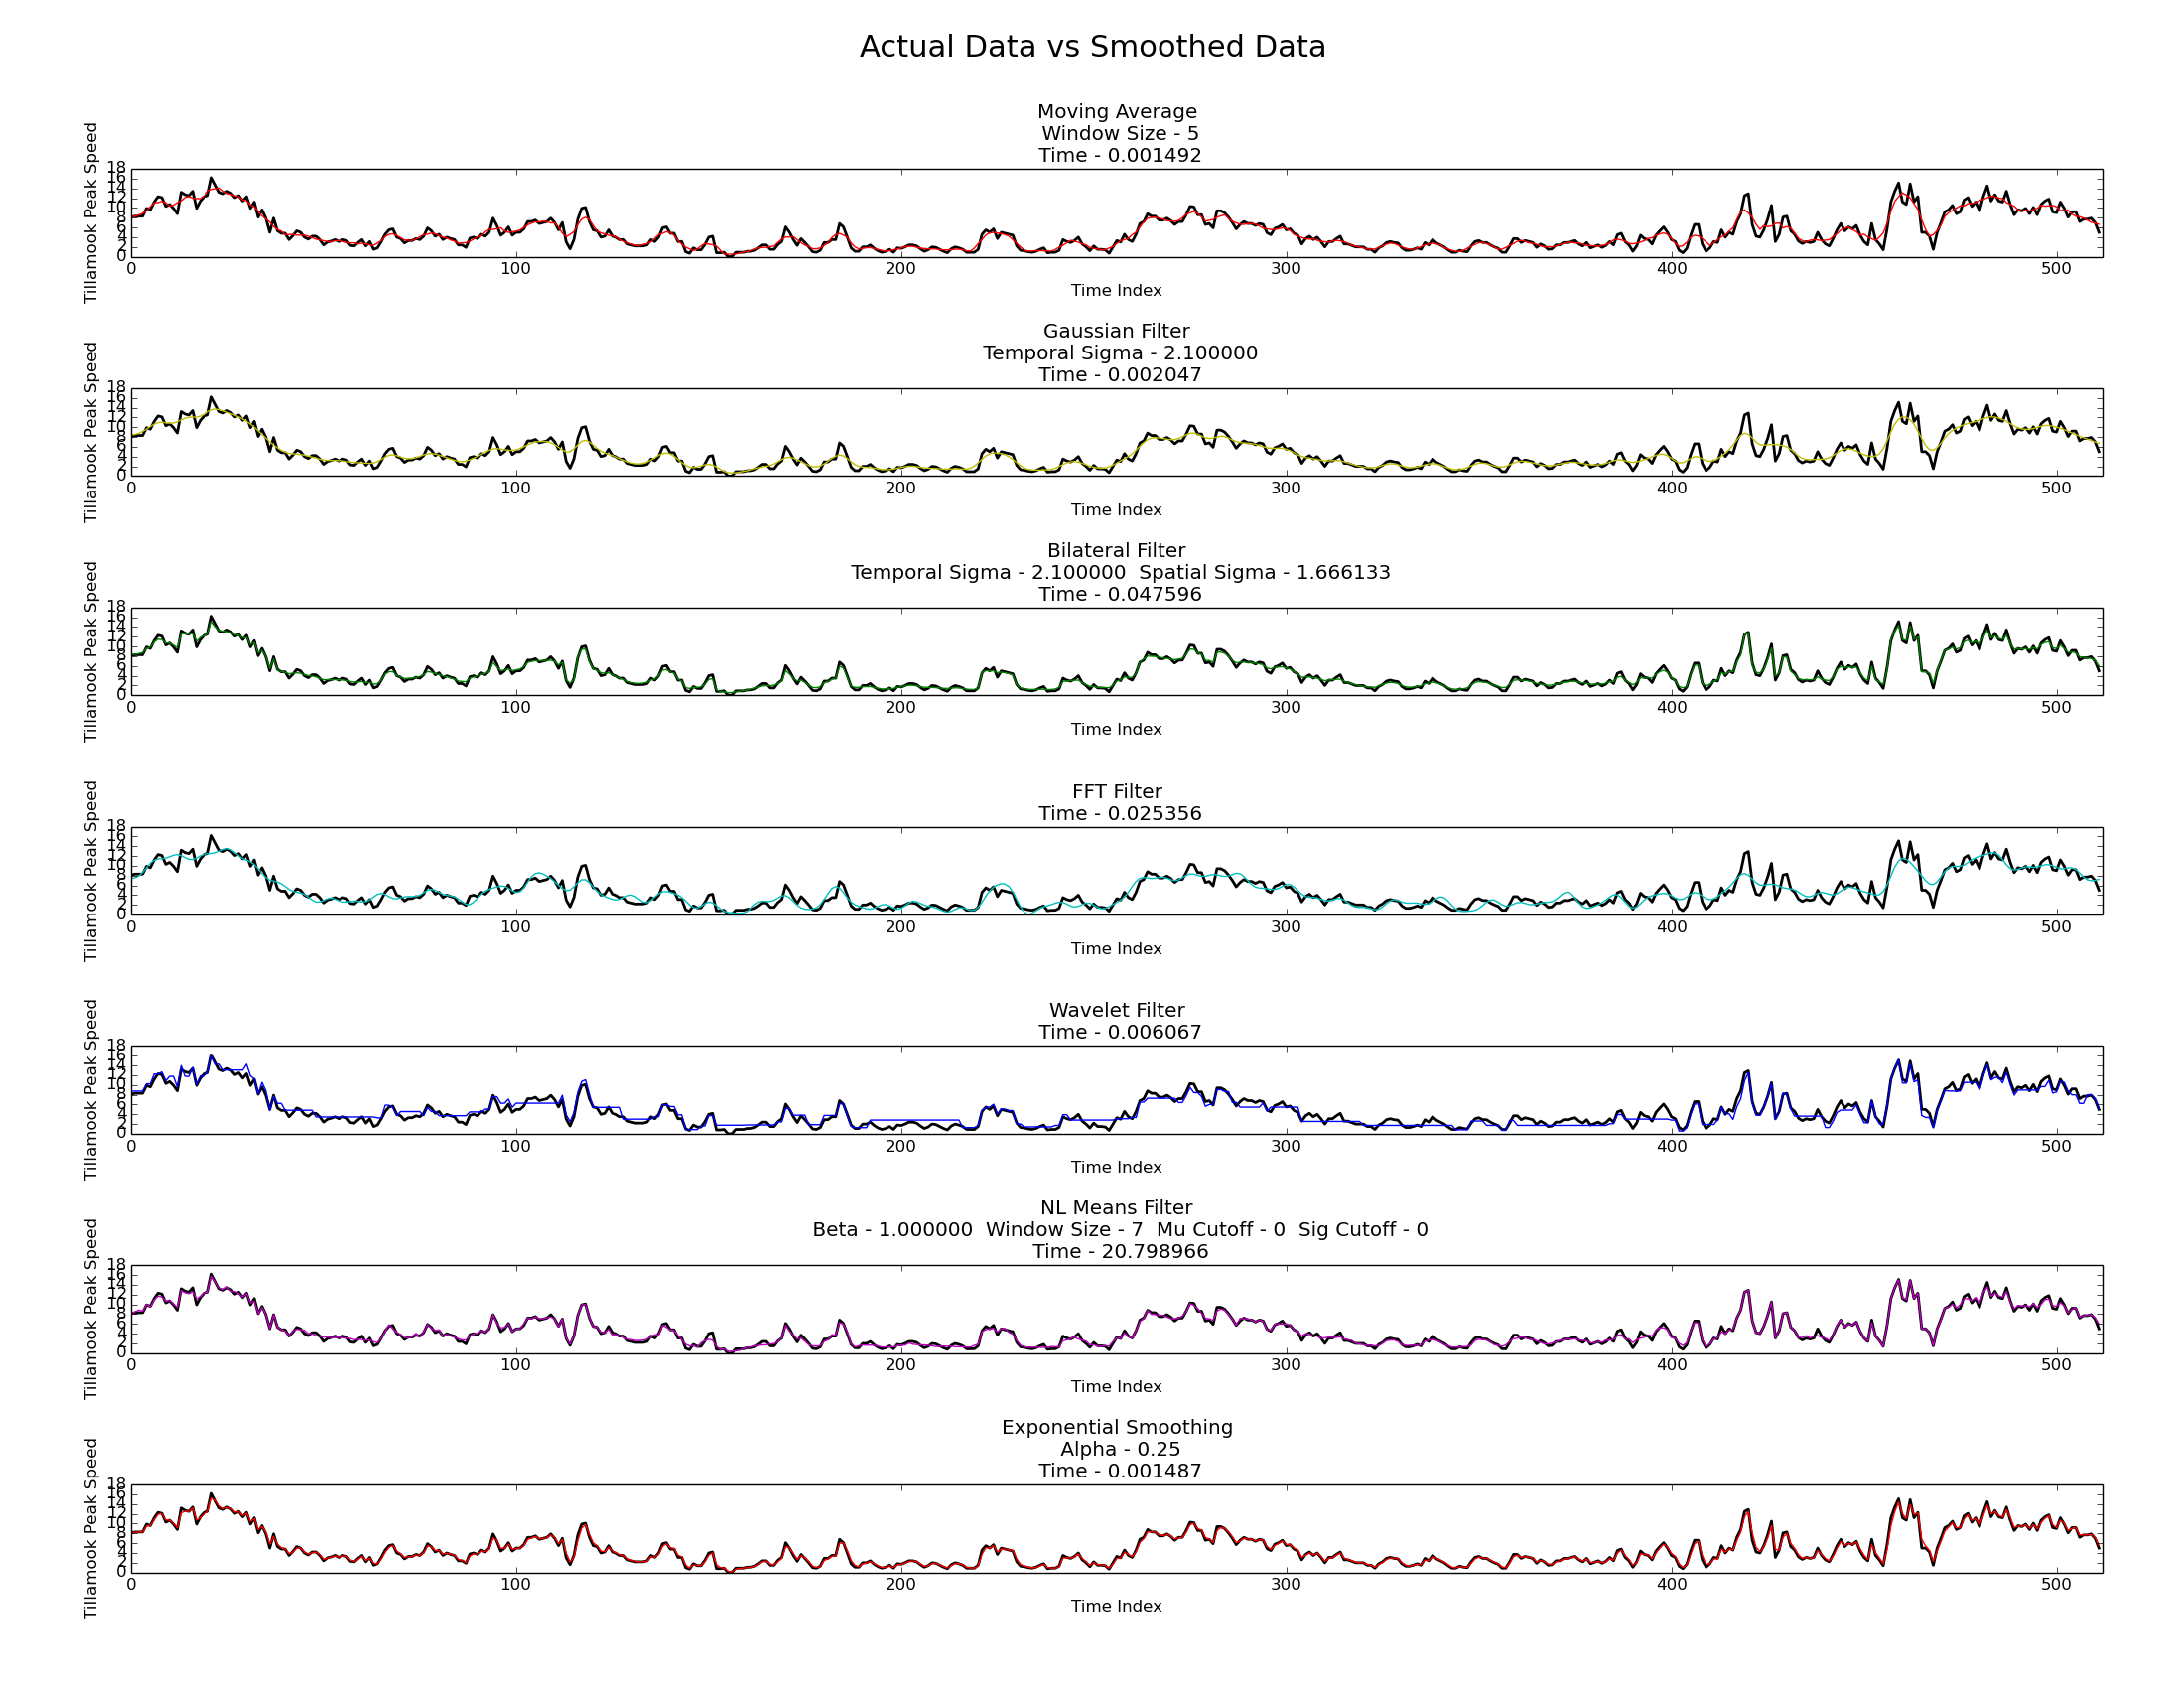 Actual Data vs Smoothed Data
Moving Average
Window Size - 5
Time - 0.001492
Tillamook Peak Speed
18
16
14
12
10
8
6
4
2
0
0 100 200 300 400 500
Time Index
Gaussian Filter
Temporal Sigma - 2.100000
Time - 0.002047
Tillamook Peak Speed
18
16
14
12
10
8
6
4
2
0
0 100 200 300 400 500
Time Index
Bilateral Filter
Temporal Sigma - 2.100000 Spatial Sigma - 1.666133
Time - 0.047596
Tillamook Peak Speed
18
16
14
12
10
8
6
4
2
0
0 100 200 300 400 500
Time Index
FFT Filter
Time - 0.025356
Tillamook Peak Speed
18
16
14
12
10
8
6
4
2
0
0 100 200 300 400 500
Time Index
Wavelet Filter
Time - 0.006067
Tillamook Peak Speed
18
16
14
12
10
8
6
4
2
0
0 100 200 300 400 500
Time Index
NL Means Filter
Beta - 1.000000 Window Size - 7 Mu Cutoff - 0 Sig Cutoff - 0
Time - 20.798966
Tillamook Peak Speed
18
16
14
12
10
8
6
4
2
0
0 100 200 300 400 500
Time Index
Exponential Smoothing
Alpha - 0.25
Time - 0.001487
Tillamook Peak Speed
18
16
14
12
10
8
6
4
2
0
0 100 200 300 400 500
Time Index